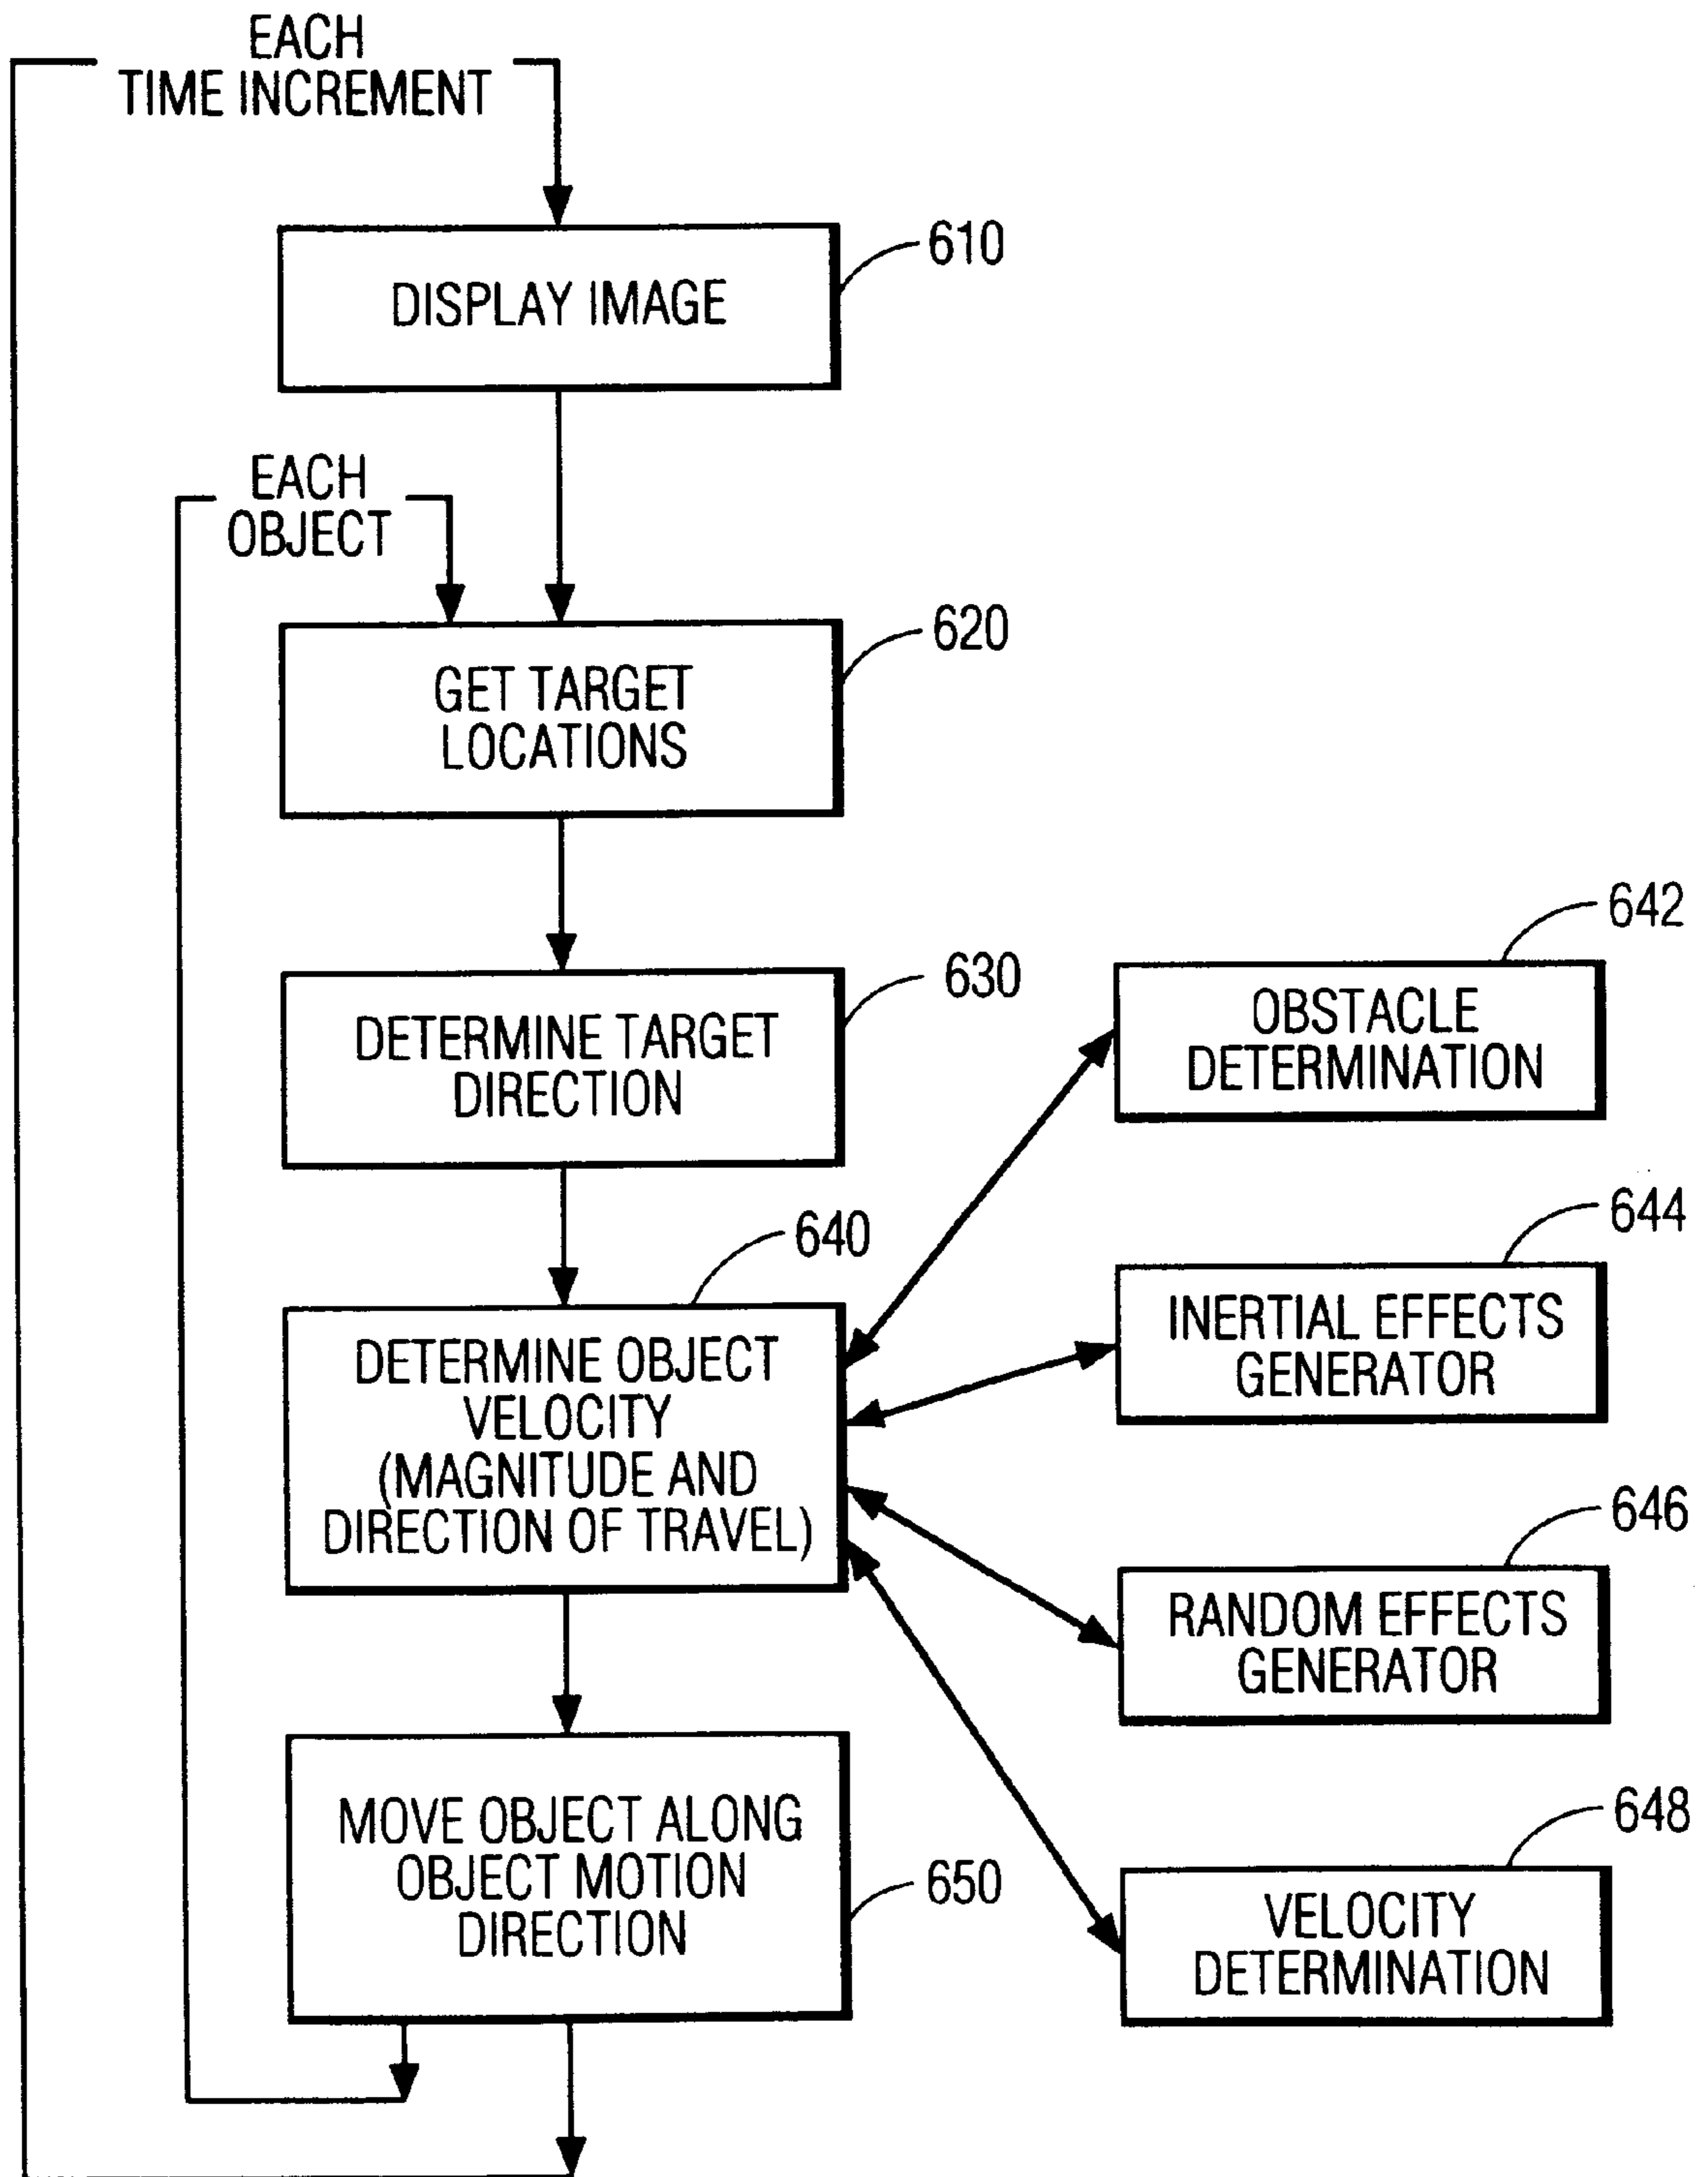 EACH
TIME INCREMENT
610
DISPLAY IMAGE
EACH
OBJECT
620
GET TARGET
LOCATIONS
630
DETERMINE TARGET
DIRECTION
640
DETERMINE OBJECT
VELOCITY
(MAGNITUDE AND
DIRECTION OF TRAVEL)
642
OBSTACLE
DETERMINATION
644
INERTIAL EFFECTS
GENERATOR
646
RANDOM EFFECTS
GENERATOR
648
VELOCITY
DETERMINATION
MOVE OBJECT ALONG
OBJECT MOTION
DIRECTION
650